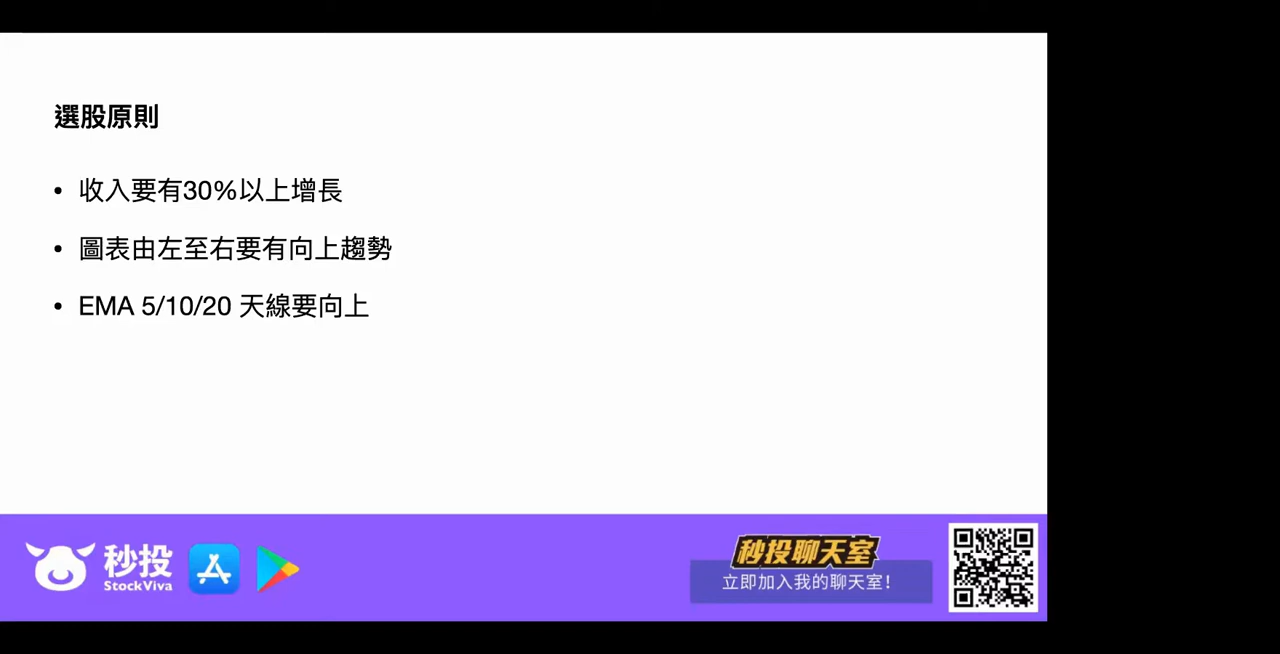 選股原則
• 收入要有30%以上增長
• 圖表由左至右要有向上趨勢
• EMA 5/10/20 天線要向上
秒投
StockViva
秒投聊天室
立即加入我的聊天室！